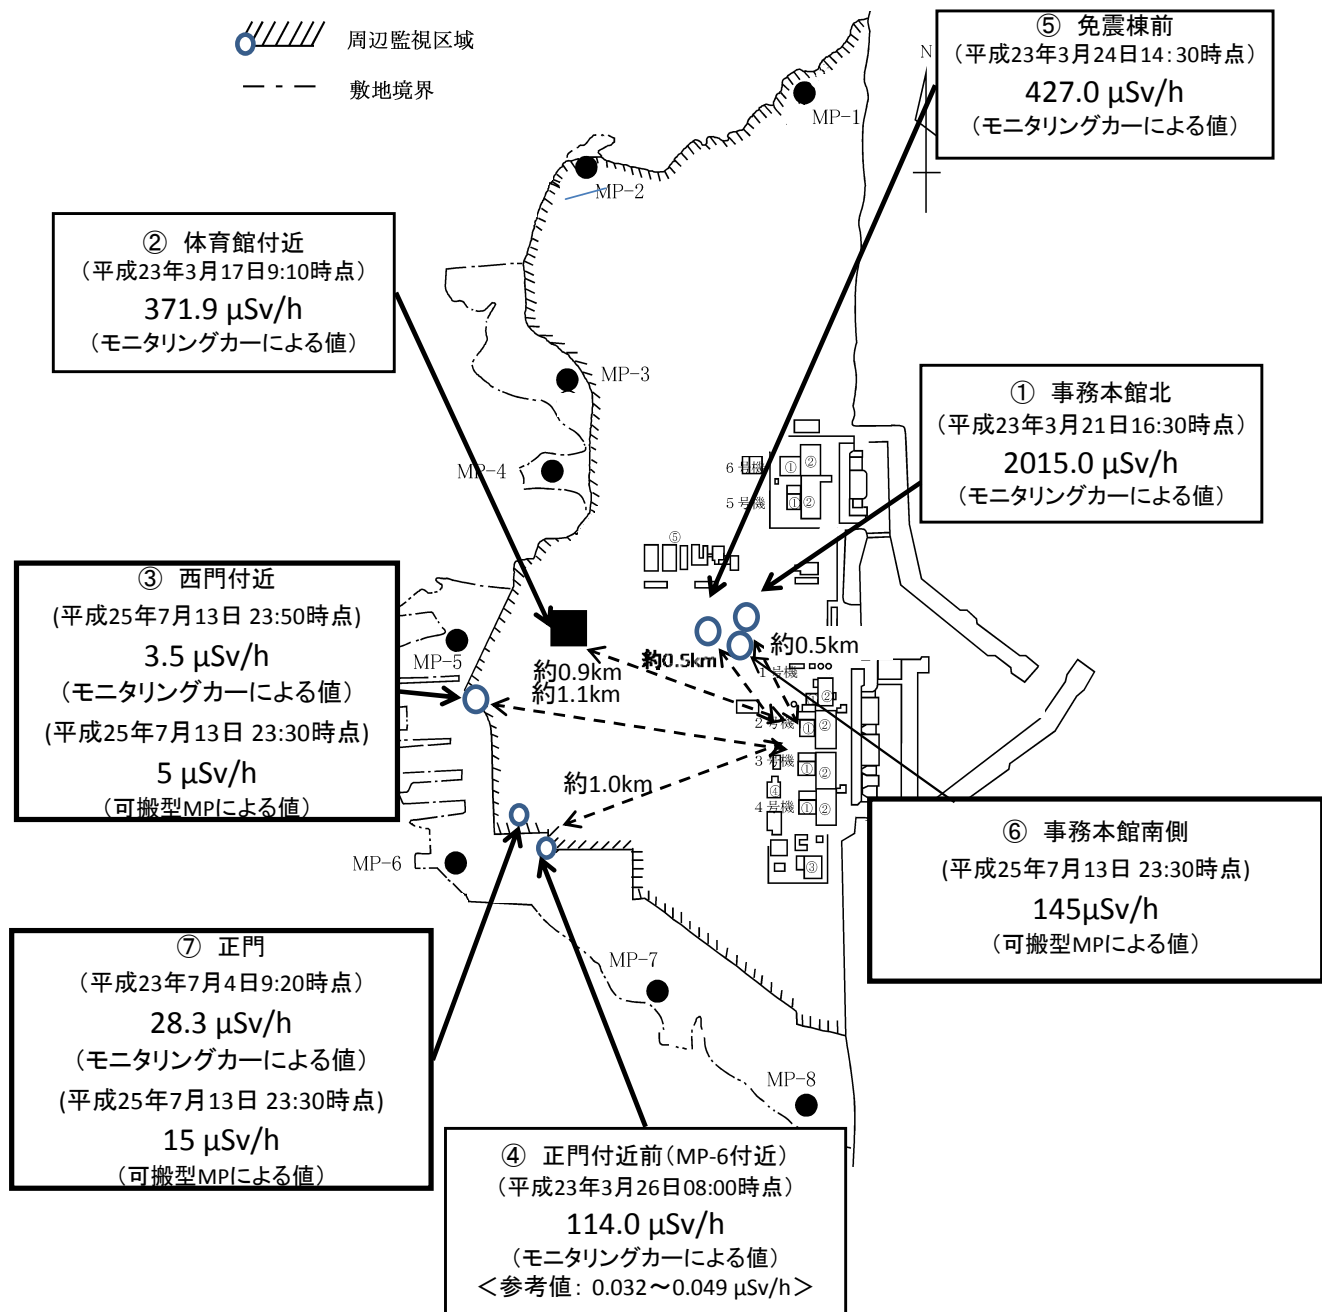 周辺監視区域
敷地境界
⑤ 免震棟前
（平成23年3月24日14:30時点）
427.0 μSv/h
（モニタリングカーによる値）
N
MP-1
MP-2
② 体育館付近
（平成23年3月17日9:10時点）
371.9 μSv/h
（モニタリングカーによる値）
MP-3
① 事務本館北
（平成23年3月21日16:30時点）
2015.0 μSv/h
（モニタリングカーによる値）
MP-4
6号機
① ②
5号機
① ②
⑤
③ 西門付近
(平成25年7月13日 23:50時点)
3.5 μSv/h
（モニタリングカーによる値）
(平成25年7月13日 23:30時点)
5 μSv/h
（可搬型MPによる値）
MP-5
約0.9km
約1.1km
約0.5km
約0.5km
1号機
②
2号機
① ②
3号機
① ②
④
4号機
① ②
③
約1.0km
MP-6
⑥ 事務本館南側
(平成25年7月13日 23:30時点)
145μSv/h
（可搬型MPによる値）
⑦ 正門
（平成23年7月4日9:20時点）
28.3 μSv/h
（モニタリングカーによる値）
(平成25年7月13日 23:30時点)
15 μSv/h
（可搬型MPによる値）
MP-7
MP-8
④ 正門付近前（MP-6付近）
（平成23年3月26日08:00時点）
114.0 μSv/h
（モニタリングカーによる値）
＜参考値： 0.032～0.049 μSv/h＞